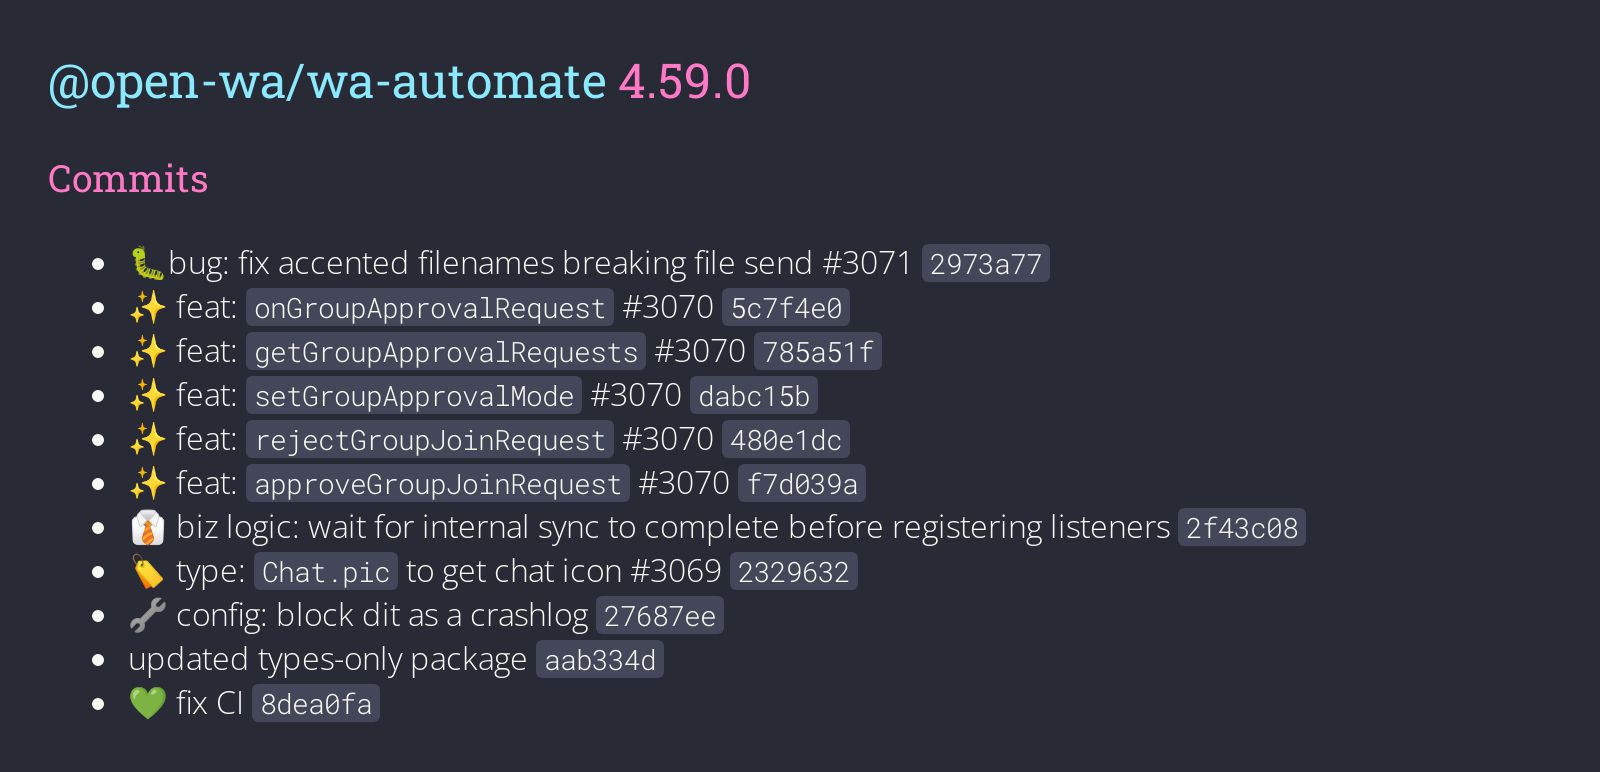 @open-wa/wa-automate 4.59.0
Commits
• 🐛bug: fix accented filenames breaking file send #3071 2973a77
• ✨ feat: onGroupApprovalRequest #3070 5c7f4e0
• ✨ feat: getGroupApprovalRequests #3070 785a51f
• ✨ feat: setGroupApprovalMode #3070 dabc15b
• ✨ feat: rejectGroupJoinRequest #3070 480e1dc
• ✨ feat: approveGroupJoinRequest #3070 f7d039a
• 👔 biz logic: wait for internal sync to complete before registering listeners 2f43c08
• 🏷️ type: Chat.pic to get chat icon #3069 2329632
• 🔧 config: block dit as a crashlog 27687ee
• updated types-only package aab334d
• 💚 fix CI 8dea0fa